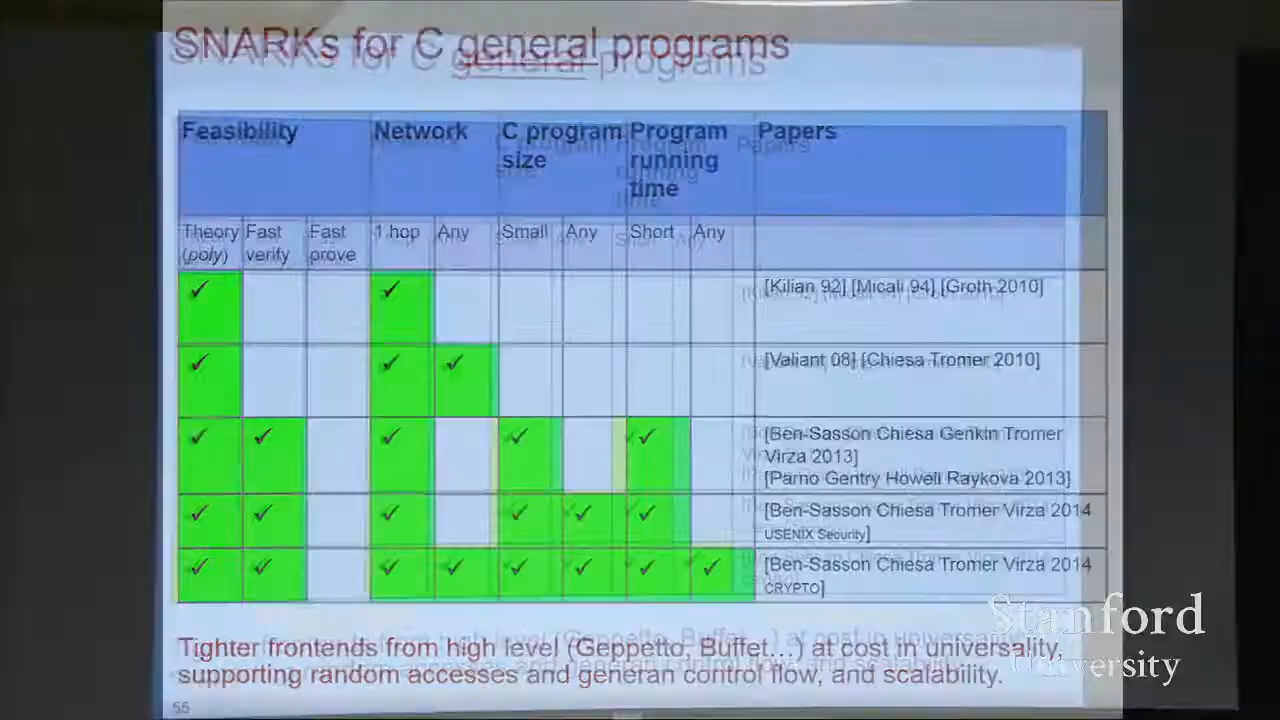 SNARKs for C general programs
Feasibility Network C program size Program running time Papers
Theory (poly) Fast verify Fast prove 1 hop Any Small Any Short Any
✓ ✓ [Kilian 92] [Micali 94] [Groth 2010]
✓ ✓ ✓ [Valiant 08] [Chiesa Tromer 2010]
✓ ✓ ✓ ✓ ✓ [Ben-Sasson Chiesa Genkin Tromer
Virza 2013]
[Parno Gentry Howell Raykova 2013]
✓ ✓ ✓ ✓ ✓ ✓ [Ben-Sasson Chiesa Tromer Virza 2014
USENIX Security]
✓ ✓ ✓ ✓ ✓ ✓ ✓ ✓ [Ben-Sasson Chiesa Tromer Virza 2014
CRYPTO]
Tighter frontends from high level (Geppetto, Buffet…) at cost in universality,
supporting random accesses and generan control flow, and scalability.
55
Stanford
University